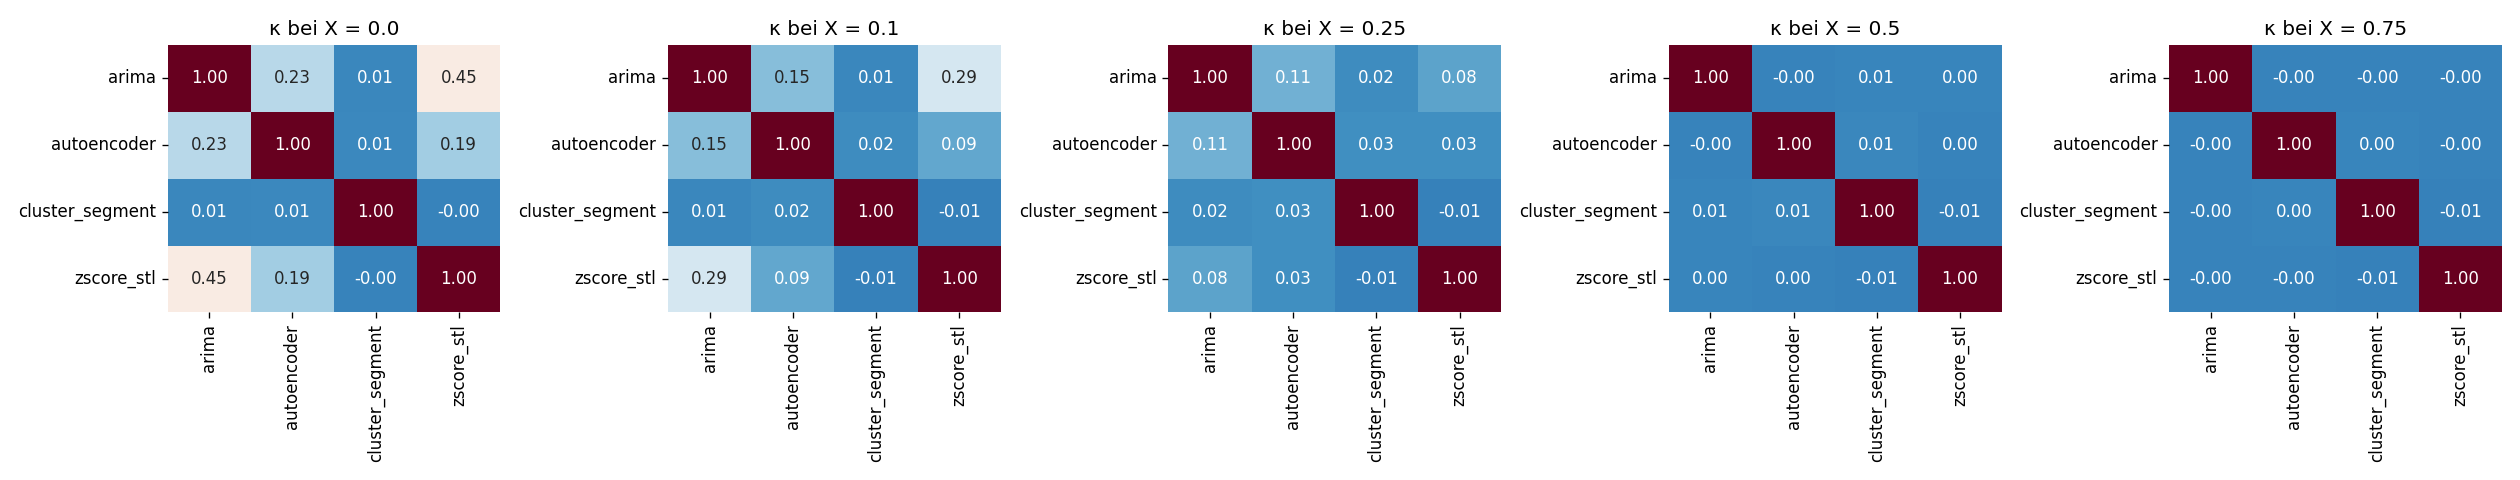 κ bei X = 0.0
arima 1.00 0.23 0.01 0.45
autoencoder 0.23 1.00 0.01 0.19
cluster_segment 0.01 0.01 1.00 -0.00
zscore_stl 0.45 0.19 -0.00 1.00
arima autoencoder cluster_segment zscore_stl
κ bei X = 0.1
arima 1.00 0.15 0.01 0.29
autoencoder 0.15 1.00 0.02 0.09
cluster_segment 0.01 0.02 1.00 -0.01
zscore_stl 0.29 0.09 -0.01 1.00
arima autoencoder cluster_segment zscore_stl
κ bei X = 0.25
arima 1.00 0.11 0.02 0.08
autoencoder 0.11 1.00 0.03 0.03
cluster_segment 0.02 0.03 1.00 -0.01
zscore_stl 0.08 0.03 -0.01 1.00
arima autoencoder cluster_segment zscore_stl
κ bei X = 0.5
arima 1.00 -0.00 0.01 0.00
autoencoder -0.00 1.00 0.01 0.00
cluster_segment 0.01 0.01 1.00 -0.01
zscore_stl 0.00 0.00 -0.01 1.00
arima autoencoder cluster_segment zscore_stl
κ bei X = 0.75
arima 1.00 -0.00 -0.00 -0.00
autoencoder -0.00 1.00 0.00 -0.00
cluster_segment -0.00 0.00 1.00 -0.01
zscore_stl -0.00 -0.00 -0.01 1.00
arima autoencoder cluster_segment zscore_stl